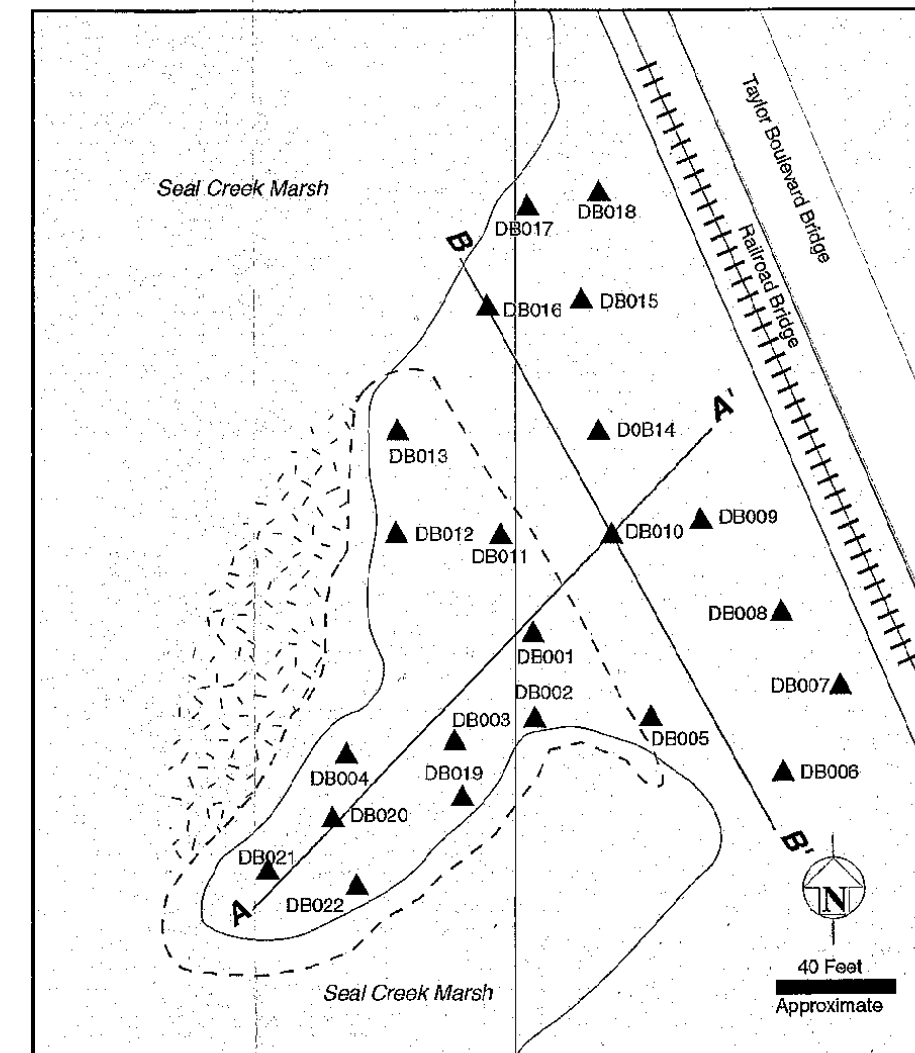 Taylor Boulevard Bridge
Seal Creek Marsh
DB018
DB017
B
Railroad Bridge
DB015
DB016
A'
D0B14
DB013
DB009
DB012
DB010
DB011
DB008
DB001
DB007
DB002
DB003
DB005
DB004
DB019
DB006
DB020
B'
DB021
N
DB022
A
40 Feet
Seal Creek Marsh
Approximate